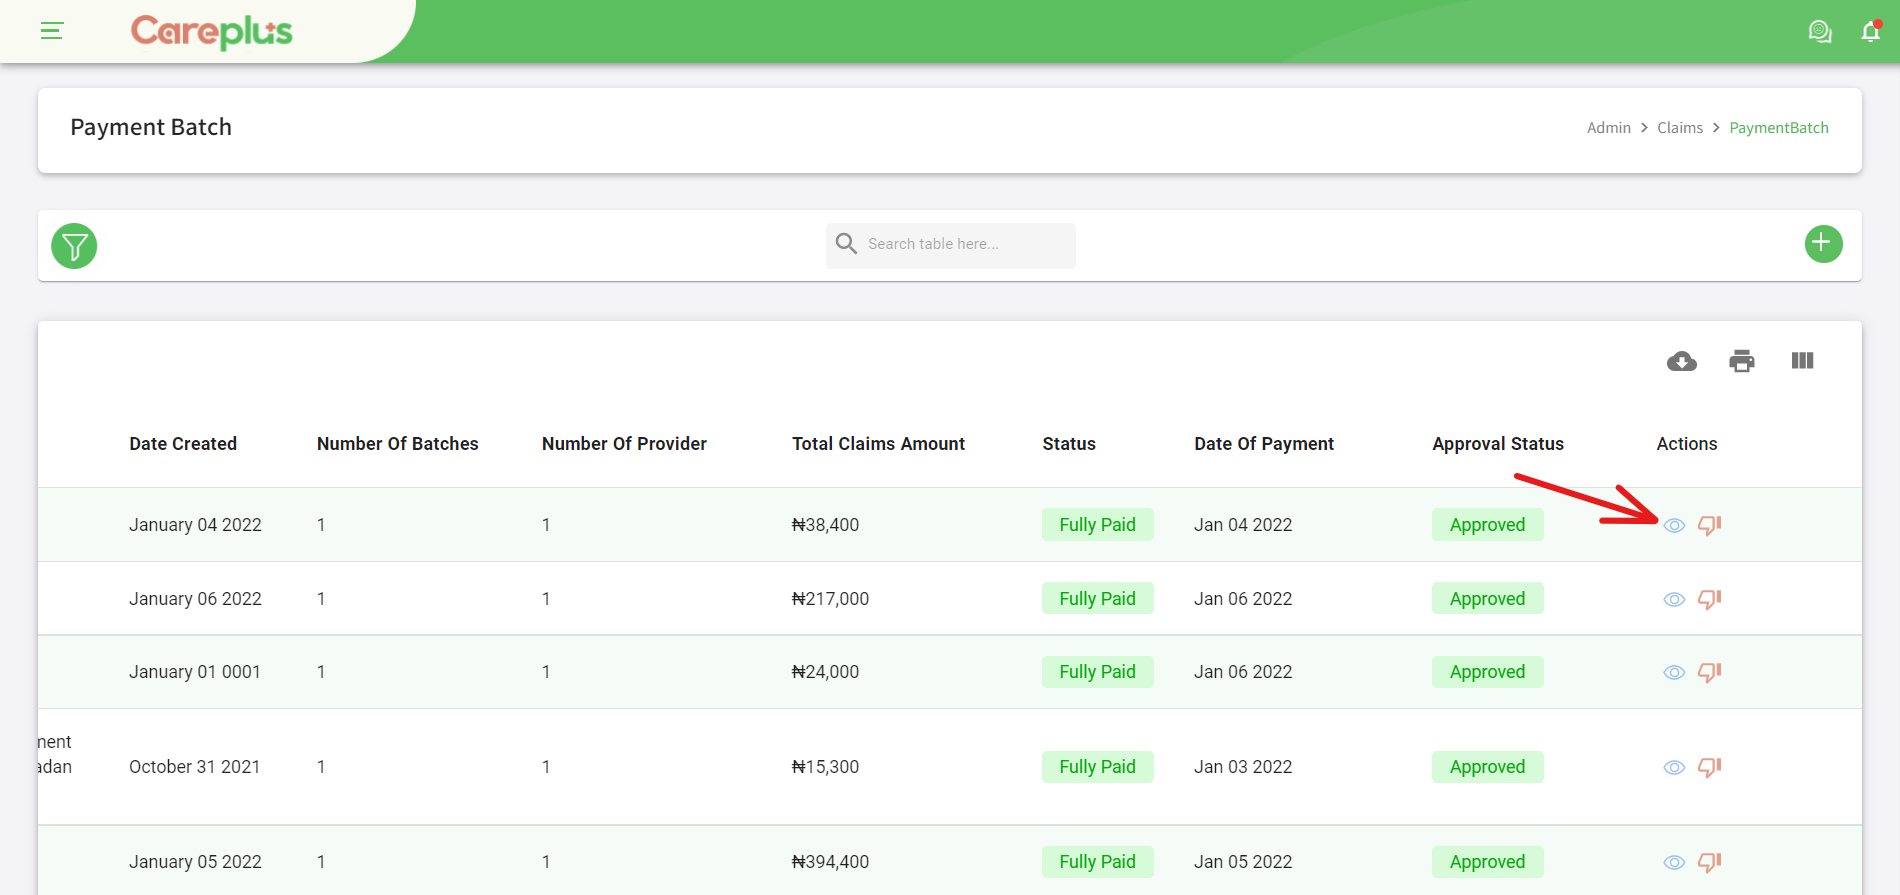 Careplus
Payment Batch
Admin > Claims > PaymentBatch
Search table here...
Date Created Number Of Batches Number Of Provider Total Claims Amount Status Date Of Payment Approval Status Actions
January 04 2022 1 1 ₦38,400 Fully Paid Jan 04 2022 Approved
January 06 2022 1 1 ₦217,000 Fully Paid Jan 06 2022 Approved
January 01 0001 1 1 ₦24,000 Fully Paid Jan 06 2022 Approved
ment
adan October 31 2021 1 1 ₦15,300 Fully Paid Jan 03 2022 Approved
January 05 2022 1 1 ₦394,400 Fully Paid Jan 05 2022 Approved